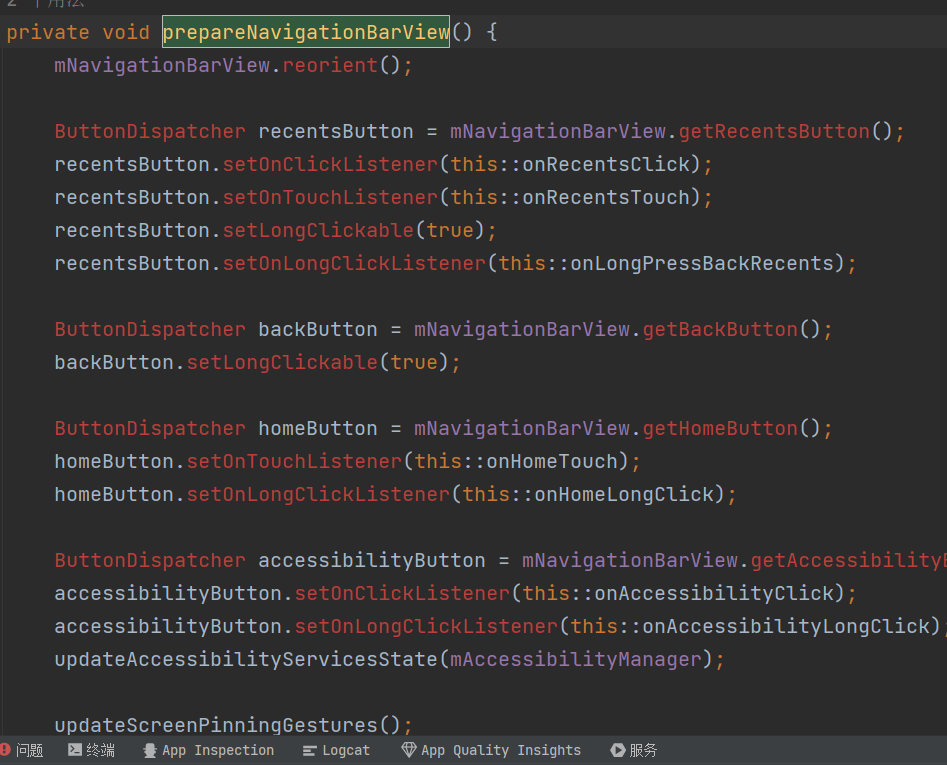 2 个用法
private void prepareNavigationBarView() {
mNavigationBarView.reorient();
ButtonDispatcher recentsButton = mNavigationBarView.getRecentsButton();
recentsButton.setOnClickListener(this::onRecentsClick);
recentsButton.setOnTouchListener(this::onRecentsTouch);
recentsButton.setLongClickable(true);
recentsButton.setOnLongClickListener(this::onLongPressBackRecents);
ButtonDispatcher backButton = mNavigationBarView.getBackButton();
backButton.setLongClickable(true);
ButtonDispatcher homeButton = mNavigationBarView.getHomeButton();
homeButton.setOnTouchListener(this::onHomeTouch);
homeButton.setOnLongClickListener(this::onHomeLongClick);
ButtonDispatcher accessibilityButton = mNavigationBarView.getAccessibilityB
accessibilityButton.setOnClickListener(this::onAccessibilityClick);
accessibilityButton.setOnLongClickListener(this::onAccessibilityLongClick);
updateAccessibilityServicesState(mAccessibilityManager);
updateScreenPinningGestures();
问题 终端 App Inspection Logcat App Quality Insights 服务